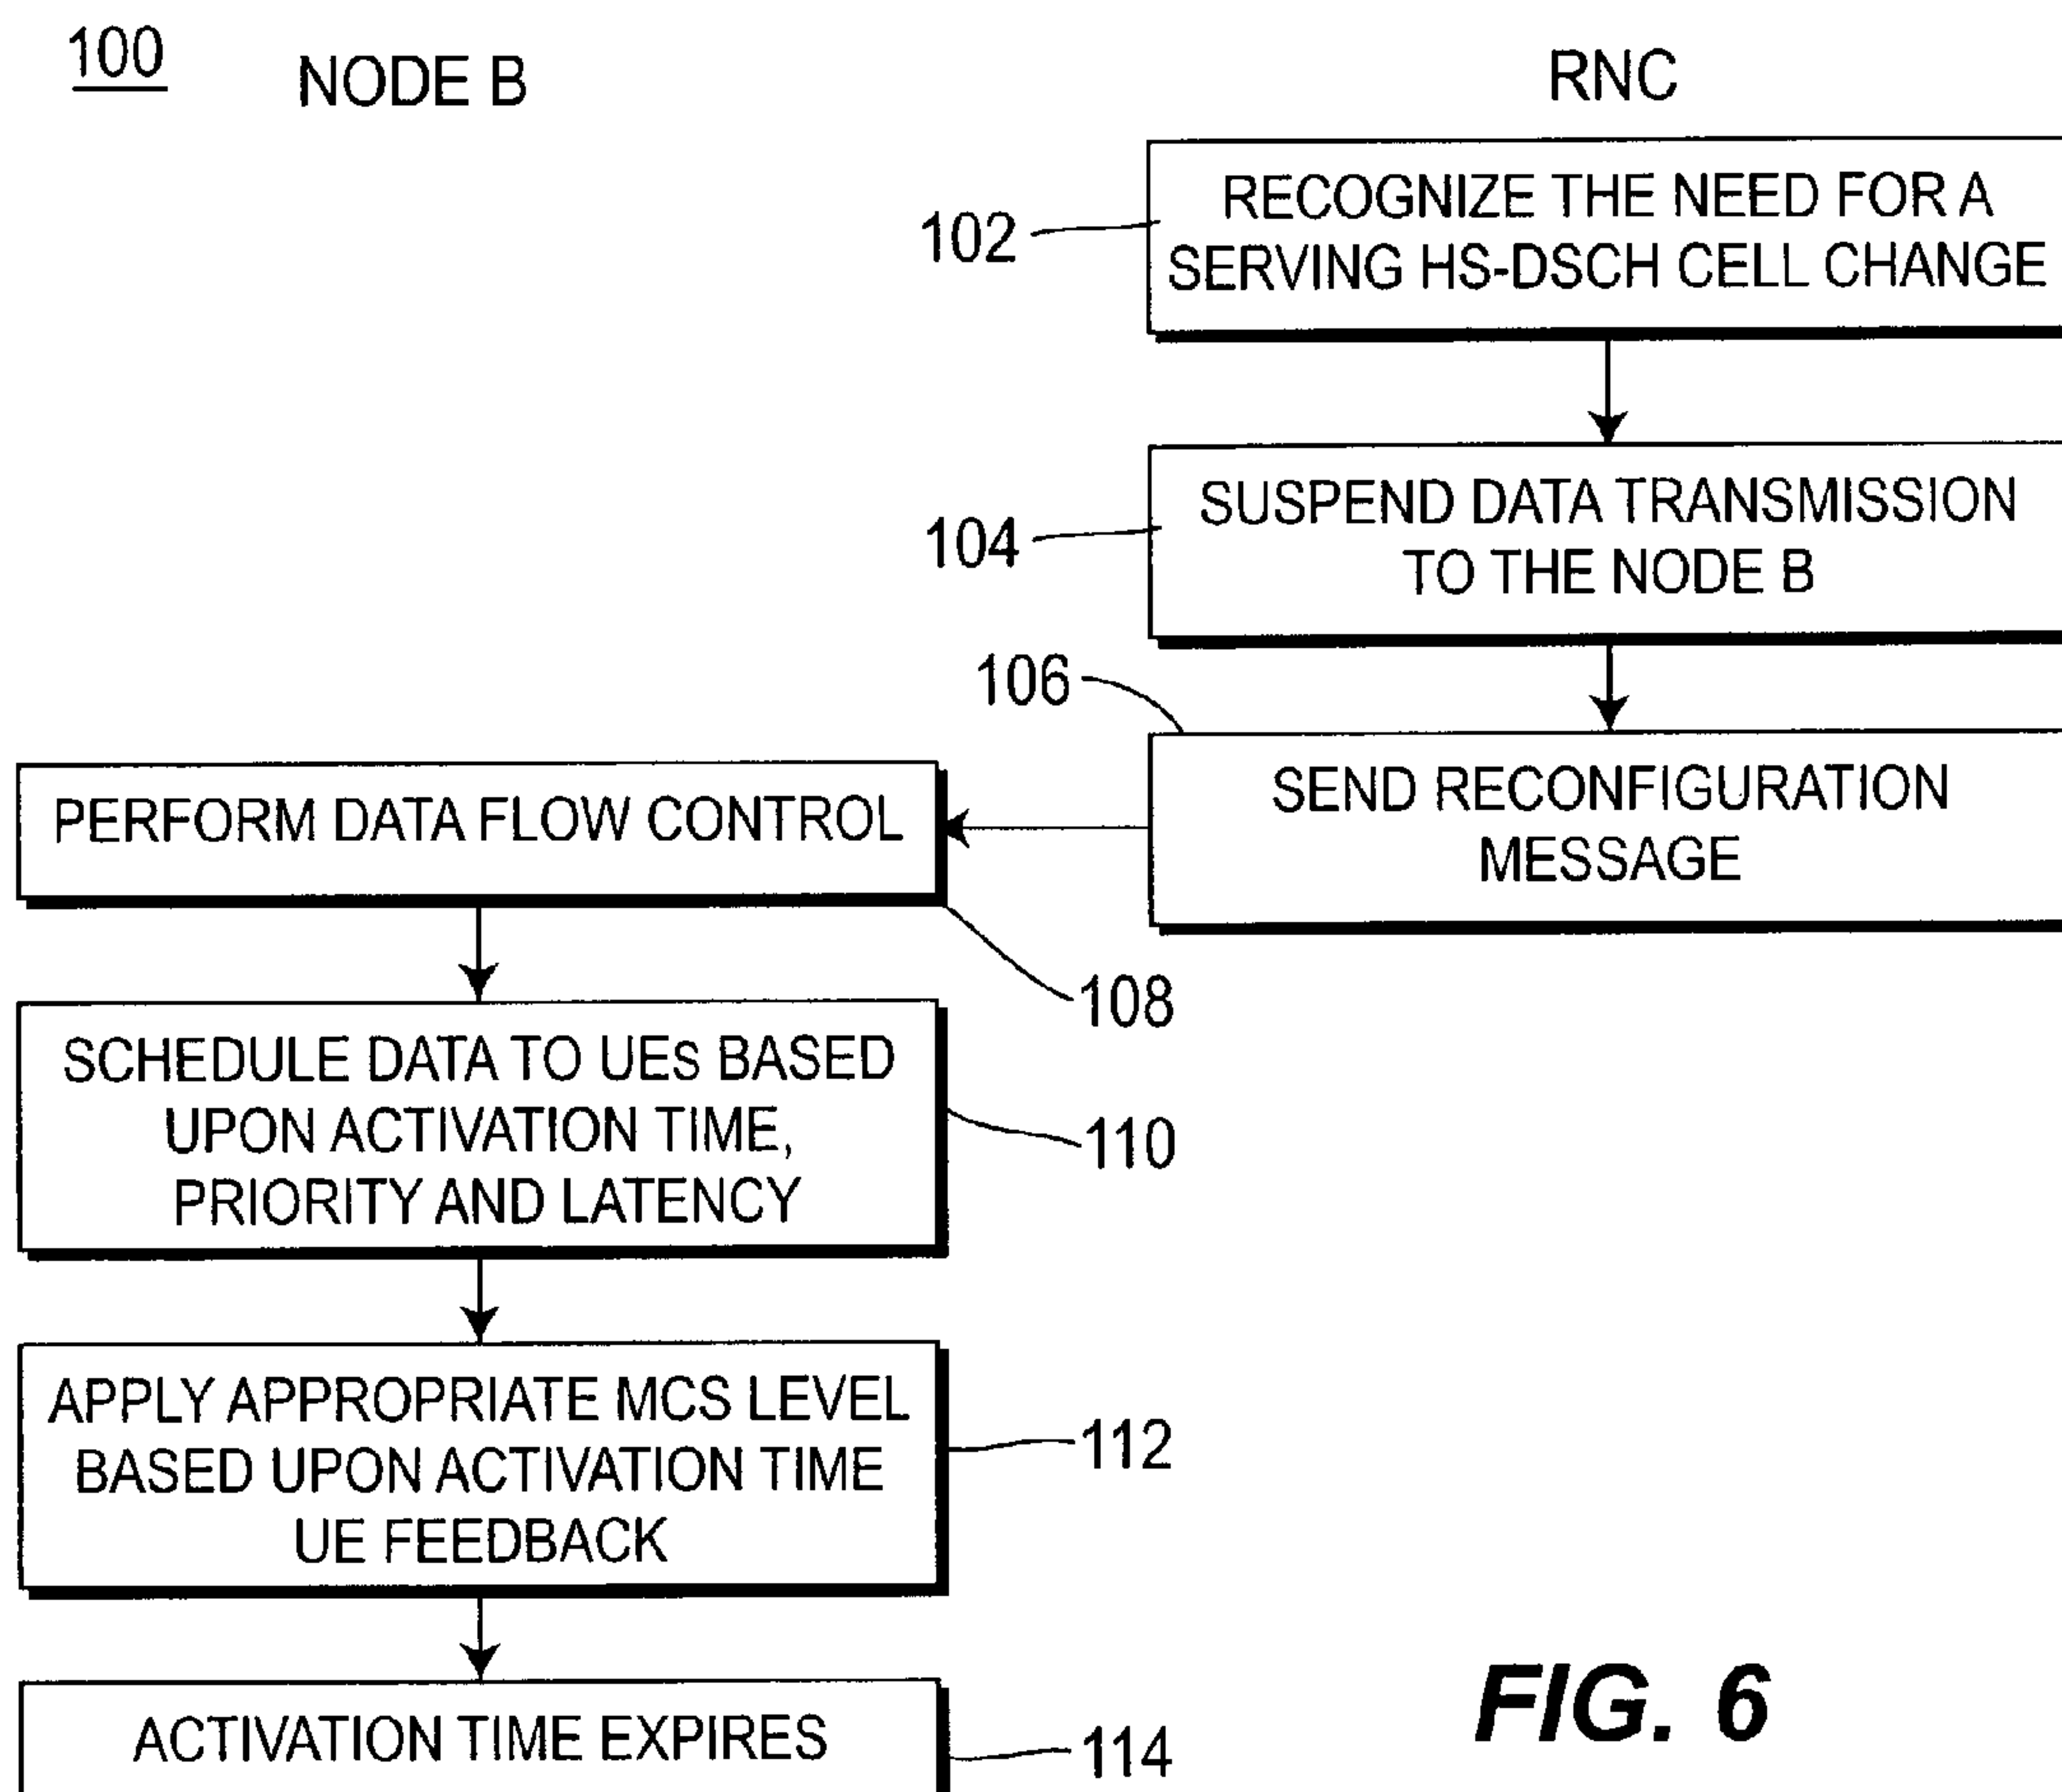 100
NODE B
RNC
RECOGNIZE THE NEED FOR A
SERVING HS-DSCH CELL CHANGE
102
SUSPEND DATA TRANSMISSION
TO THE NODE B
104
106
SEND RECONFIGURATION
MESSAGE
PERFORM DATA FLOW CONTROL
108
SCHEDULE DATA TO UEs BASED
UPON ACTIVATION TIME,
PRIORITY AND LATENCY
110
APPLY APPROPRIATE MCS LEVEL
BASED UPON ACTIVATION TIME
UE FEEDBACK
112
ACTIVATION TIME EXPIRES
114
FIG. 6